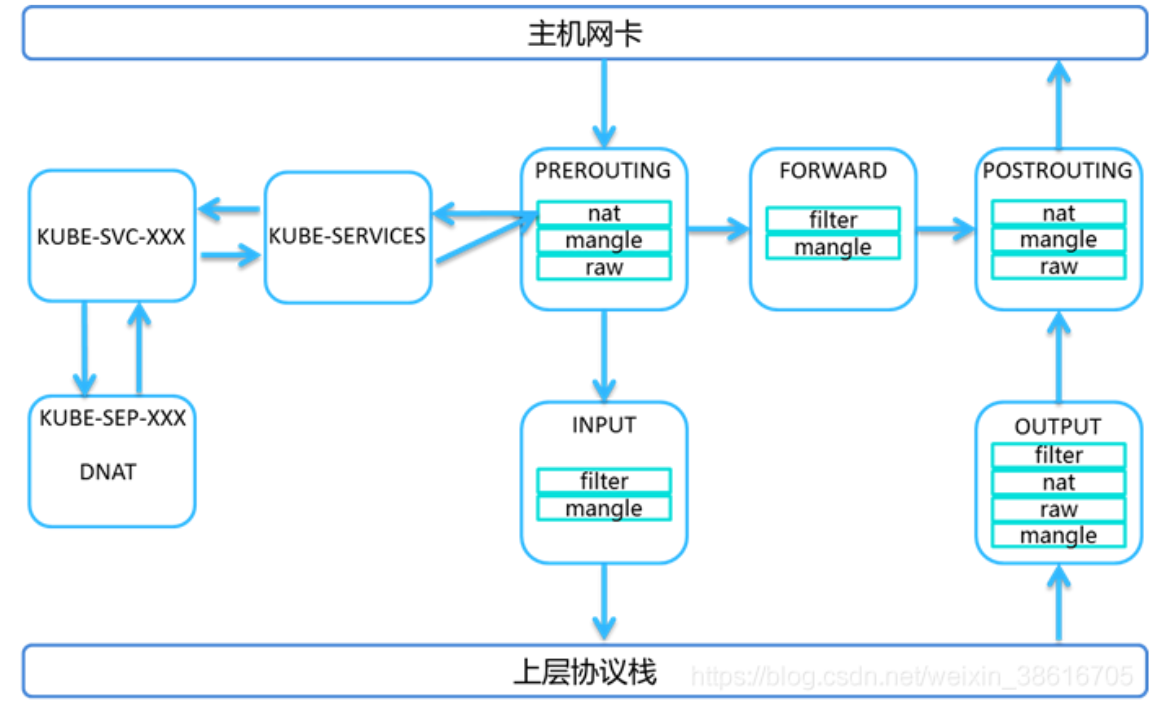 主机网卡
PREROUTING
nat
mangle
raw
FORWARD
filter
mangle
POSTROUTING
nat
mangle
raw
KUBE-SVC-XXX
KUBE-SERVICES
KUBE-SEP-XXX
DNAT
INPUT
filter
mangle
OUTPUT
filter
nat
raw
mangle
上层协议栈
https://blog.csdn.net/weixin_38616705